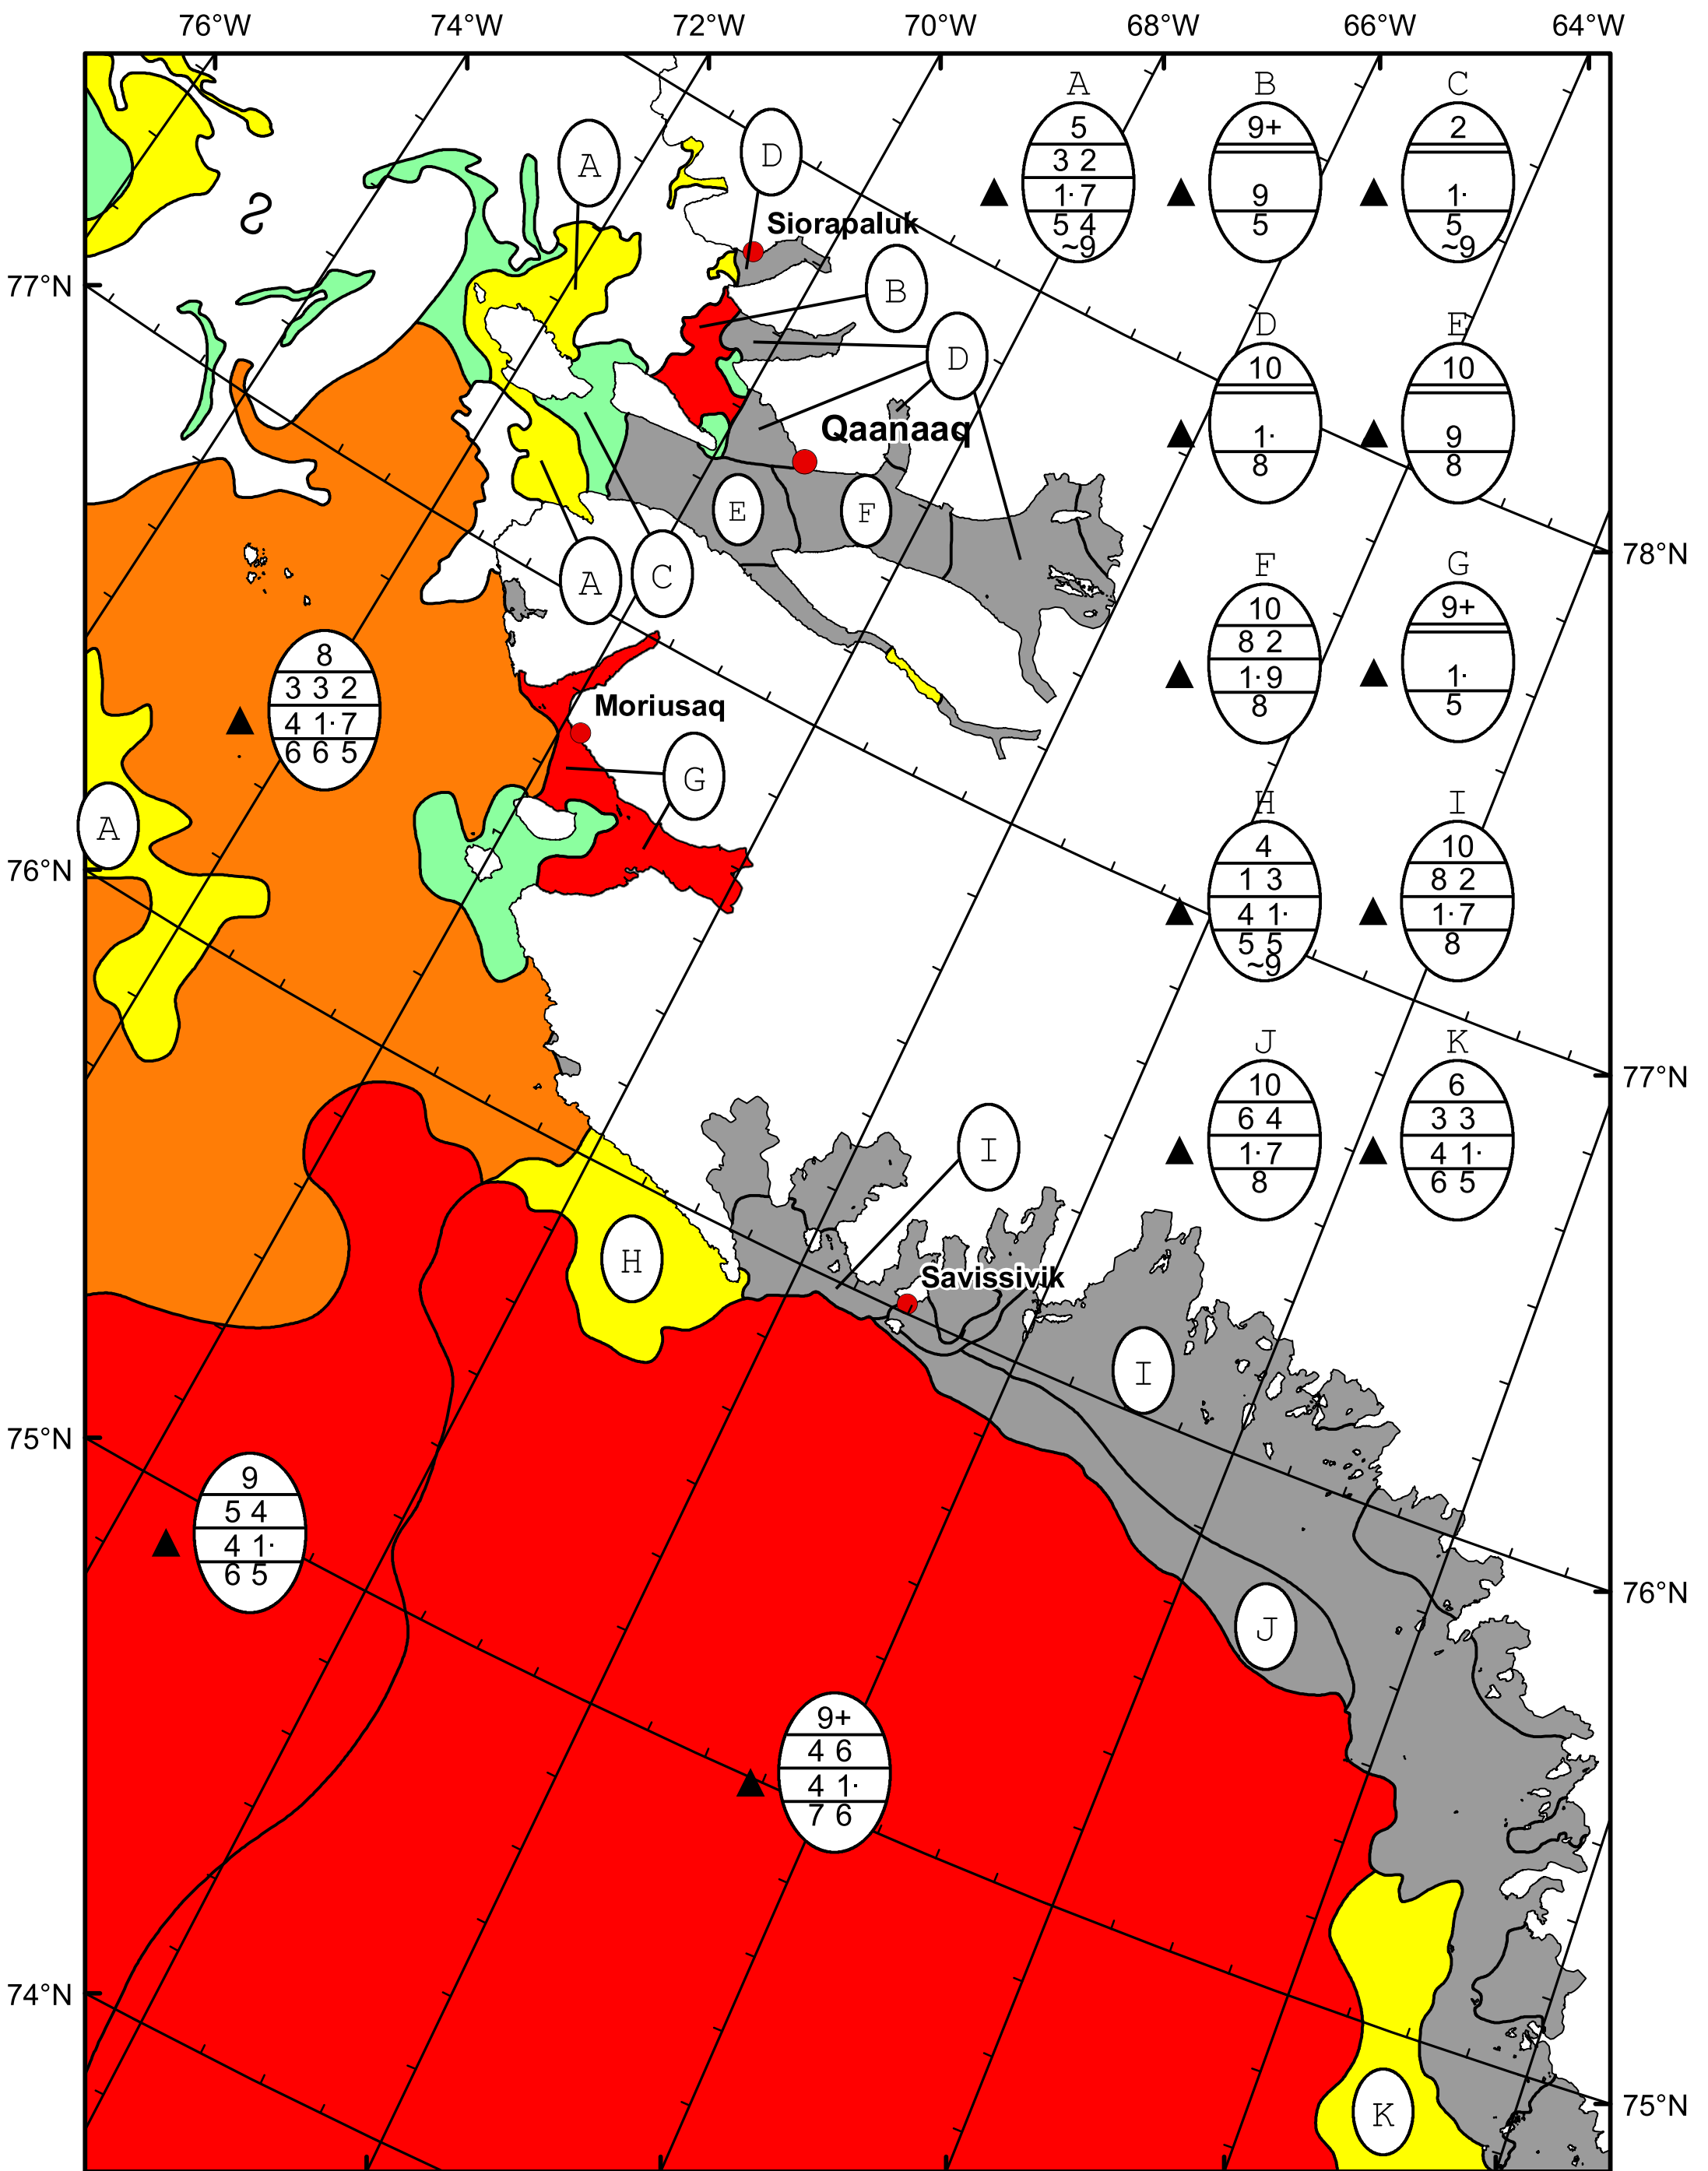 76°W 74°W 72°W 70°W 68°W 66°W 64°W
A B C
5 9+ 2
3 2
1· 7 9 1·
5 4 5 5
~9 ~9
A D
Siorapaluk
77°N
B
D E
10 10
D
1· 9
8 8
Qaanaaq
E F
78°N
A C
F G
10 9+
8 2
1· 9 1·
8 5
8
3 3 2
4 1· 7
6 6 5
Moriusaq
G
A
H I
4 10
1 3 8 2
4 1· 1· 7
5 5 8
~9
76°N
J K
77°N
10 6
6 4 3 3
1· 7 4 1·
8 6 5
I
H
Savissivik
I
75°N
9
5 4
4 1·
6 5
76°N
J
9+
4 6
4 1·
7 6
74°N
K
75°N